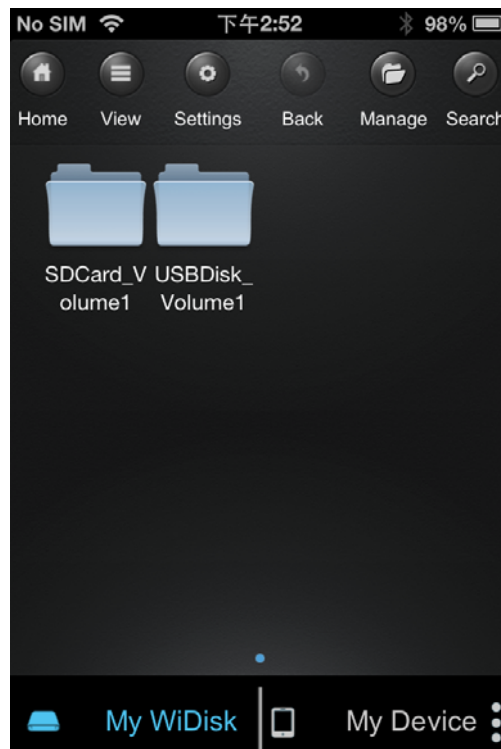 No SIM 下午2:52 98%
Home View Settings Back Manage Search
SDCard_V USBDisk_
olume1 Volume1
My WiDisk My Device